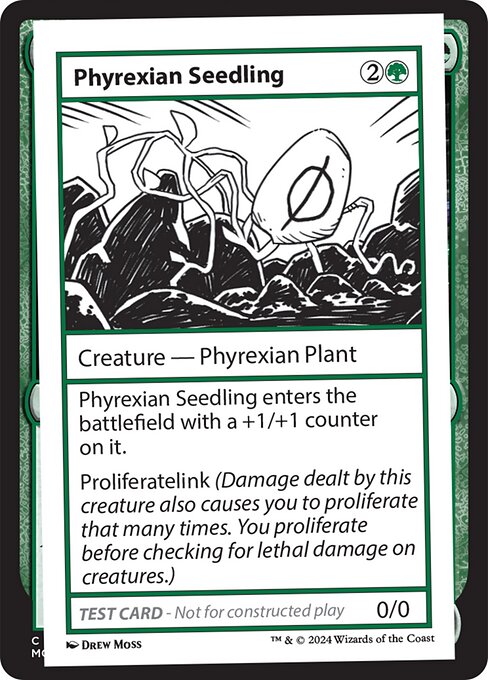 Phyrexian Seedling 2
Creature — Phyrexian Plant
Phyrexian Seedling enters the
battlefield with a +1/+1 counter
on it.
Proliferatelink (Damage dealt by this
creature also causes you to proliferate
that many times. You proliferate
before checking for lethal damage on
creatures.)
TEST CARD - Not for constructed play 0/0
C
DREW MOSS ™ & © 2024 Wizards of the Coast